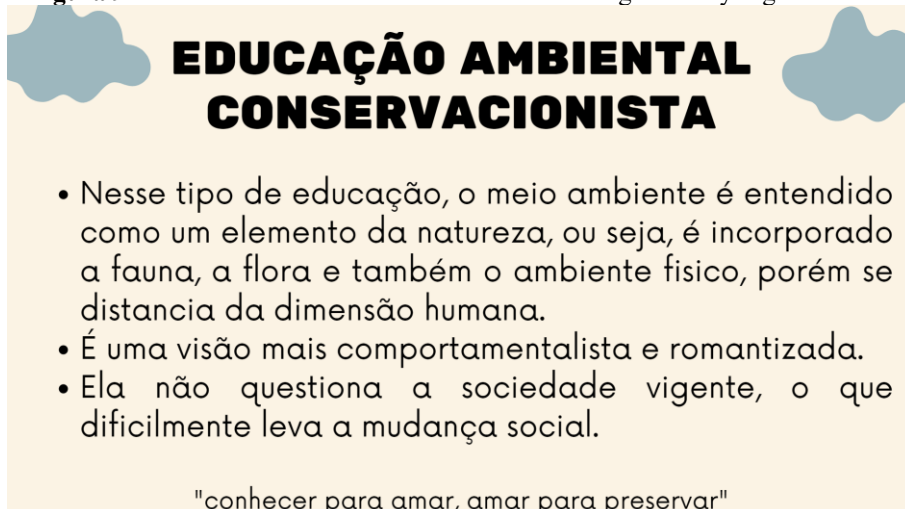 EDUCAÇÃO AMBIENTAL
CONSERVACIONISTA
• Nesse tipo de educação, o meio ambiente é entendido
como um elemento da natureza, ou seja, é incorporado
a fauna, a flora e também o ambiente fisico, porém se
distancia da dimensão humana.
• É uma visão mais comportamentalista e romantizada.
• Ela não questiona a sociedade vigente, o que
dificilmente leva a mudança social.
"conhecer para amar, amar para preservar"